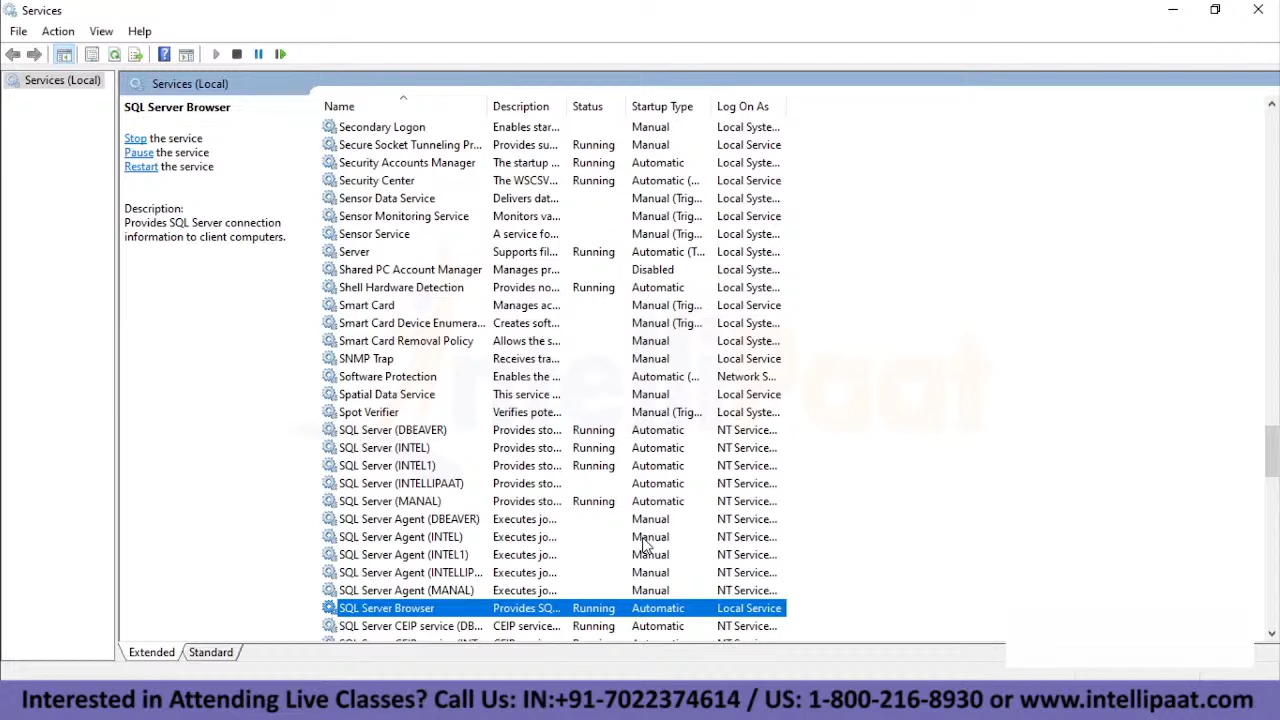 Services
File Action View Help
Services (Local)
Services (Local)
SQL Server Browser
Stop the service
Pause the service
Restart the service
Description:
Provides SQL Server connection
information to client computers.
Name Description Status Startup Type Log On As
Secondary Logon Enables star... Manual Local Syste...
Secure Socket Tunneling Pr... Provides su... Running Manual Local Service
Security Accounts Manager The startup ... Running Automatic Local Syste...
Security Center The WSCSV... Running Automatic (... Local Service
Sensor Data Service Delivers dat... Manual (Trig... Local Syste...
Sensor Monitoring Service Monitors va... Manual (Trig... Local Service
Sensor Service A service fo... Manual (Trig... Local Syste...
Server Supports fil... Running Automatic (T... Local Syste...
Shared PC Account Manager Manages pr... Disabled Local Syste...
Shell Hardware Detection Provides no... Running Automatic Local Syste...
Smart Card Manages ac... Manual (Trig... Local Service
Smart Card Device Enumera... Creates soft... Manual (Trig... Local Syste...
Smart Card Removal Policy Allows the s... Manual Local Syste...
SNMP Trap Receives tra... Manual Local Service
Software Protection Enables the ... Automatic (... Network S...
Spatial Data Service This service ... Manual Local Service
Spot Verifier Verifies pote... Manual (Trig... Local Syste...
SQL Server (DBEAVER) Provides sto... Running Automatic NT Service...
SQL Server (INTEL) Provides sto... Running Automatic NT Service...
SQL Server (INTEL1) Provides sto... Running Automatic NT Service...
SQL Server (INTELLIPAAT) Provides sto... Automatic NT Service...
SQL Server (MANAL) Provides sto... Running Automatic NT Service...
SQL Server Agent (DBEAVER) Executes jo... Manual NT Service...
SQL Server Agent (INTEL) Executes jo... Manual NT Service...
SQL Server Agent (INTEL1) Executes jo... Manual NT Service...
SQL Server Agent (INTELLIP... Executes jo... Manual NT Service...
SQL Server Agent (MANAL) Executes jo... Manual NT Service...
SQL Server Browser Provides SQ... Running Automatic Local Service
SQL Server CEIP service (DB... CEIP service... Running Automatic NT Service...
Extended Standard
Interested in Attending Live Classes? Call Us: IN:+91-7022374614 / US: 1-800-216-8930 or www.intellipaat.com